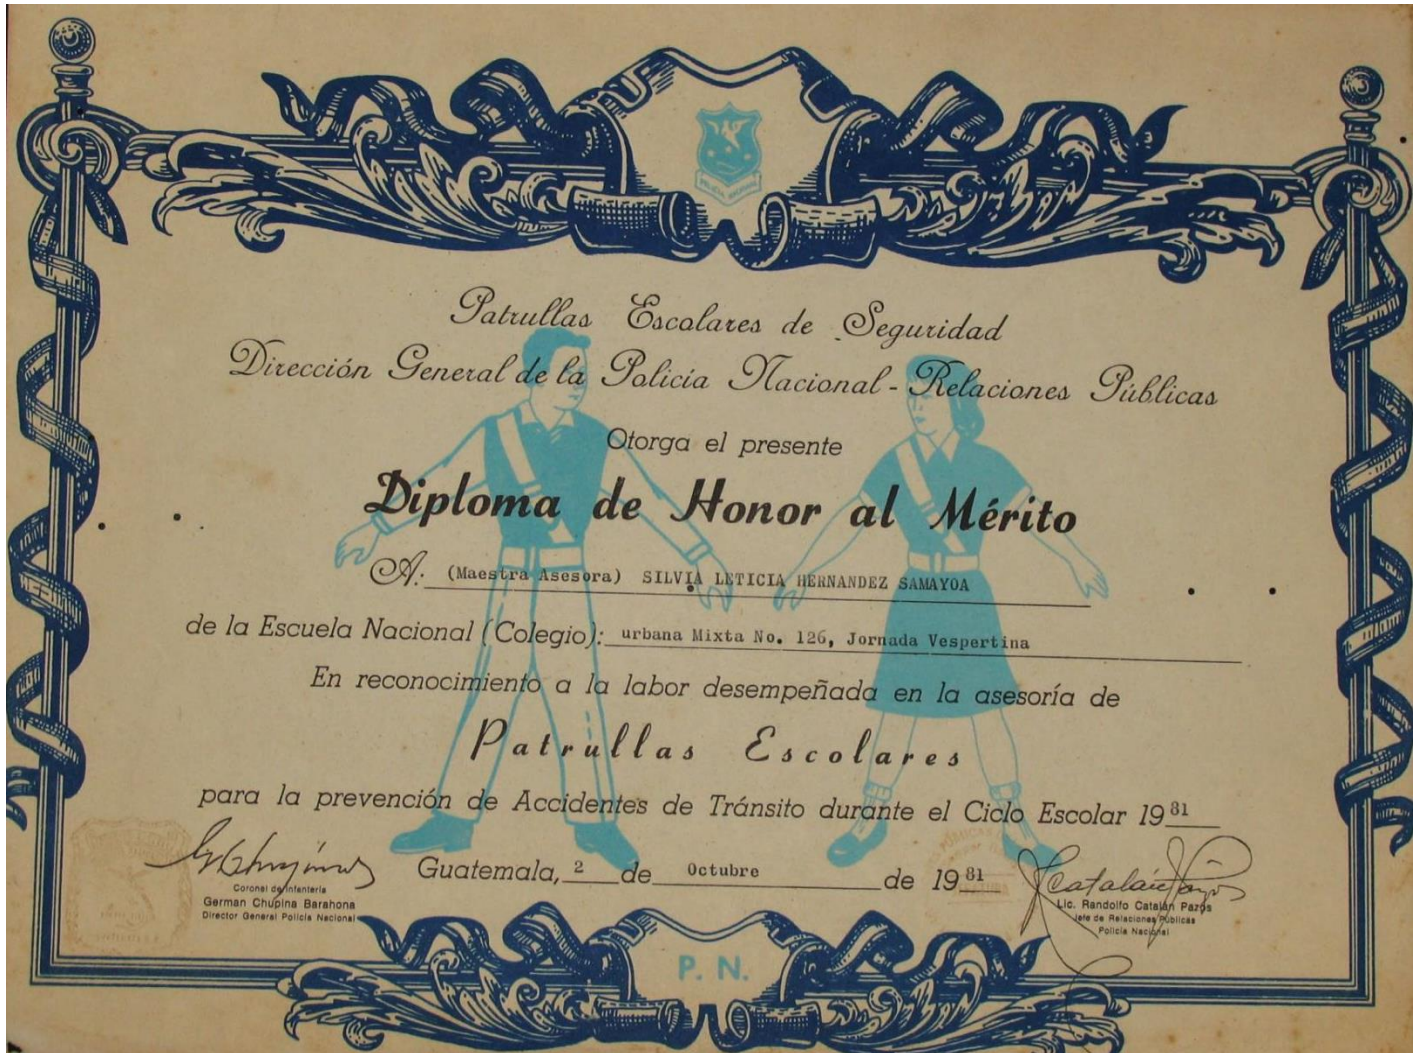 POLICIA NACIONAL
Patrullas Escolares de Seguridad
Dirección General de la Policía Nacional - Relaciones Públicas
Otorga el presente
Diploma de Honor al Mérito
A: (Maestra Asesora) SILVIA LETICIA HERNANDEZ SAMAYOA
de la Escuela Nacional (Colegio): urbana Mixta No. 126, Jornada Vespertina
En reconocimiento a la labor desempeñada en la asesoría de
Patrullas Escolares
para la prevención de Accidentes de Tránsito durante el Ciclo Escolar 1981
Guatemala, 2 de Octubre de 1981
Coronel de Infantería
German Chupina Barahona
Director General Policía Nacional
Lic. Randolfo Catalán Pazos
Jefe de Relaciones Públicas
Policía Nacional
P. N.